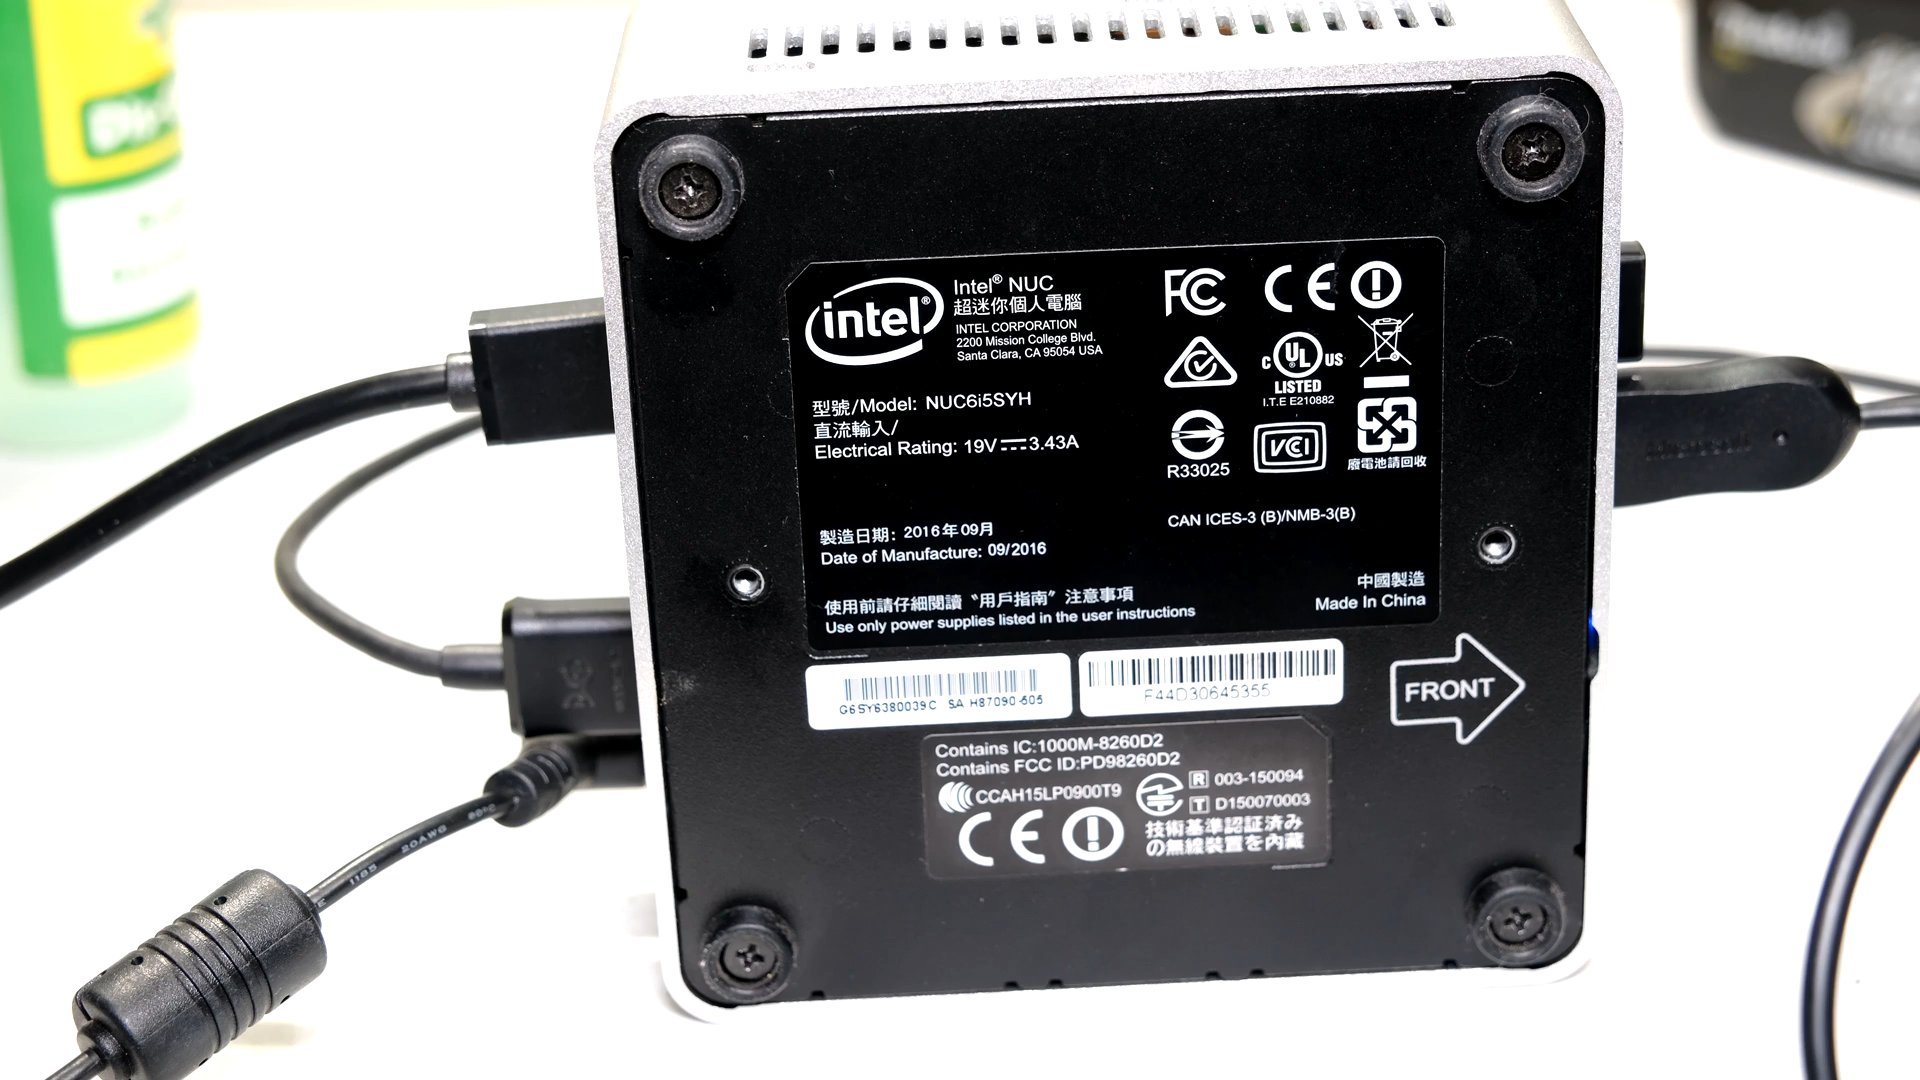 intel®
Intel® NUC
超迷你個人電腦
INTEL CORPORATION
2200 Mission College Blvd.
Santa Clara, CA 95054 USA
型號/Model: NUC6i5SYH
直流輸入/
Electrical Rating: 19V 3.43A
製造日期: 2016年09月
Date of Manufacture: 09/2016
使用前請仔細閱讀〝用戶指南〞注意事項
Use only power supplies listed in the user instructions
FC
CE
C UL US
LISTED
I.T.E E210882
R33025
VCI
廢電池請回收
CAN ICES-3 (B)/NMB-3(B)
中國製造
Made In China
G6SY6380039C SA H87090-505
F44D30645355
FRONT
Contains IC:1000M-8260D2
Contains FCC ID:PD98260D2
CCAH15LP0900T9
R 003-150094
T D150070003
CE
技術基準認証済み
の無線装置を內藏
1185 20AWG 80°C